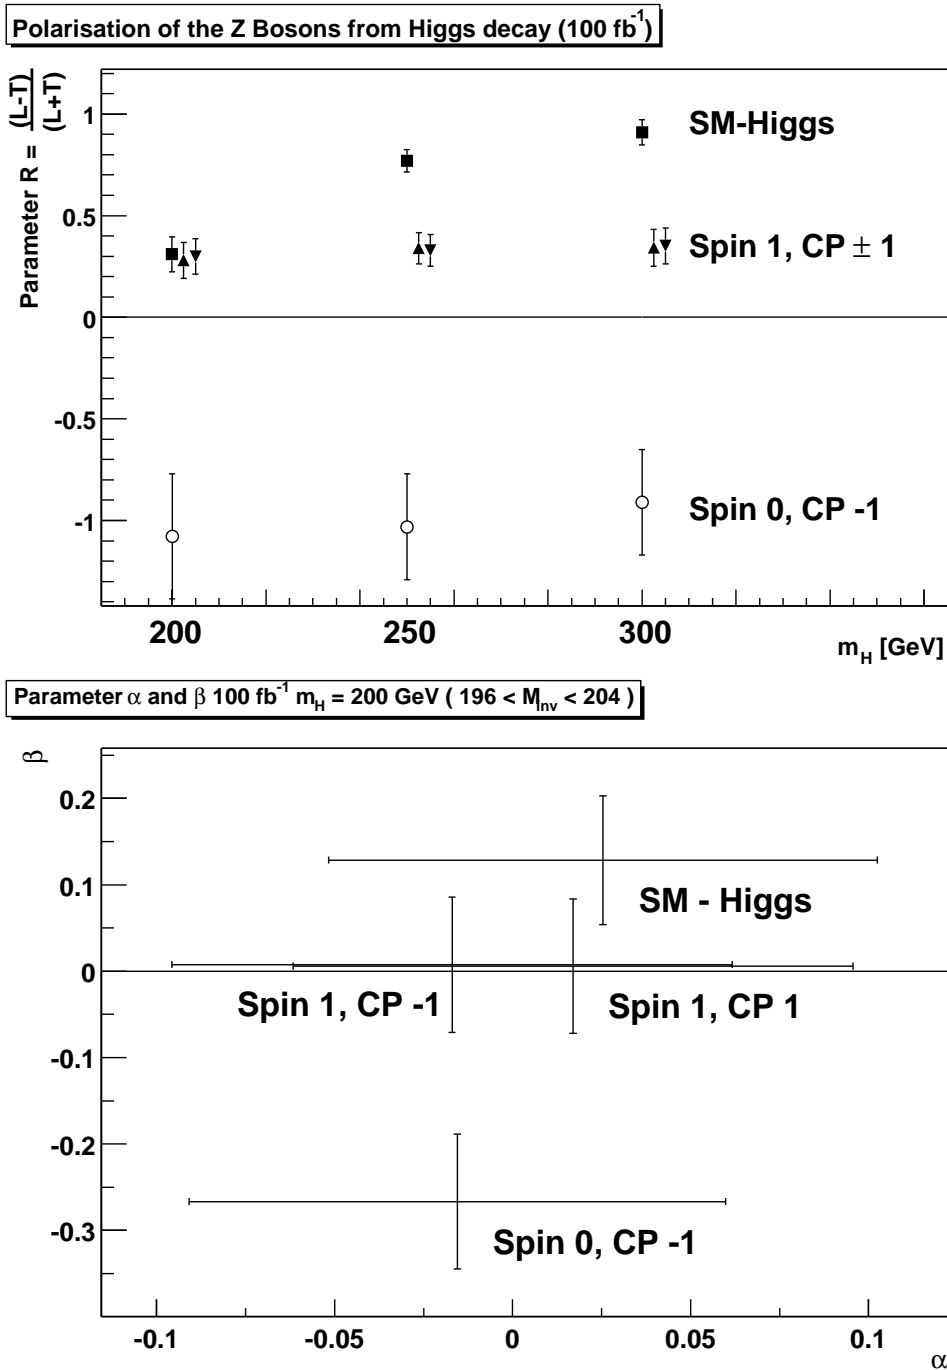 Polarisation of the Z Bosons from Higgs decay (100 fb⁻¹)
Parameter R = (L-T)/(L+T)
1
SM-Higgs
0.5
Spin 1, CP ± 1
0
-0.5
-1
Spin 0, CP -1
200 250 300
m_H [GeV]
Parameter α and β 100 fb⁻¹ m_H = 200 GeV ( 196 < M_inv < 204 )
β
0.2
0.1
SM - Higgs
0
Spin 1, CP -1 Spin 1, CP 1
-0.1
-0.2
-0.3
Spin 0, CP -1
-0.1 -0.05 0 0.05 0.1
α